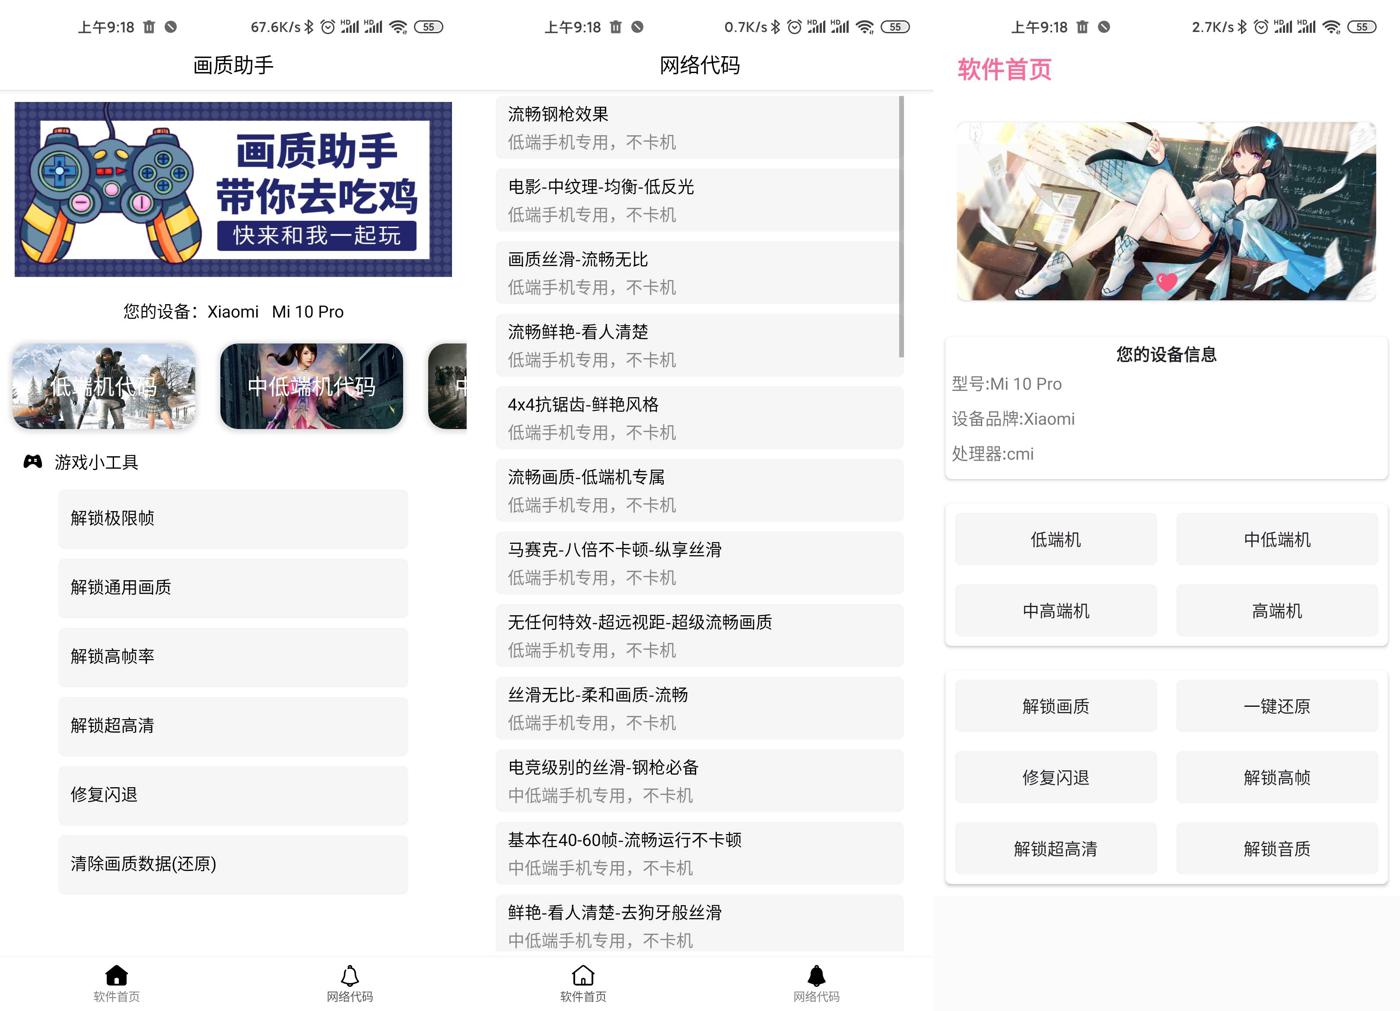 上午9:18
67.6K/s
HD
HD
55
画质助手
画质助手
带你去吃鸡
快来和我一起玩
您的设备：Xiaomi Mi 10 Pro
低端机代码
中低端机代码
中
游戏小工具
解锁极限帧
解锁通用画质
解锁高帧率
解锁超高清
修复闪退
清除画质数据(还原)
软件首页
网络代码
上午9:18
0.7K/s
HD
HD
55
网络代码
流畅钢枪效果
低端手机专用，不卡机
电影-中纹理-均衡-低反光
低端手机专用，不卡机
画质丝滑-流畅无比
低端手机专用，不卡机
流畅鲜艳-看人清楚
低端手机专用，不卡机
4x4抗锯齿-鲜艳风格
低端手机专用，不卡机
流畅画质-低端机专属
低端手机专用，不卡机
马赛克-八倍不卡顿-纵享丝滑
低端手机专用，不卡机
无任何特效-超远视距-超级流畅画质
低端手机专用，不卡机
丝滑无比-柔和画质-流畅
低端手机专用，不卡机
电竞级别的丝滑-钢枪必备
中低端手机专用，不卡机
基本在40-60帧-流畅运行不卡顿
中低端手机专用，不卡机
鲜艳-看人清楚-去狗牙般丝滑
中低端手机专用，不卡机
软件首页
网络代码
上午9:18
2.7K/s
HD
HD
55
软件首页
您的设备信息
型号:Mi 10 Pro
设备品牌:Xiaomi
处理器:cmi
低端机
中低端机
中高端机
高端机
解锁画质
一键还原
修复闪退
解锁高帧
解锁超高清
解锁音质